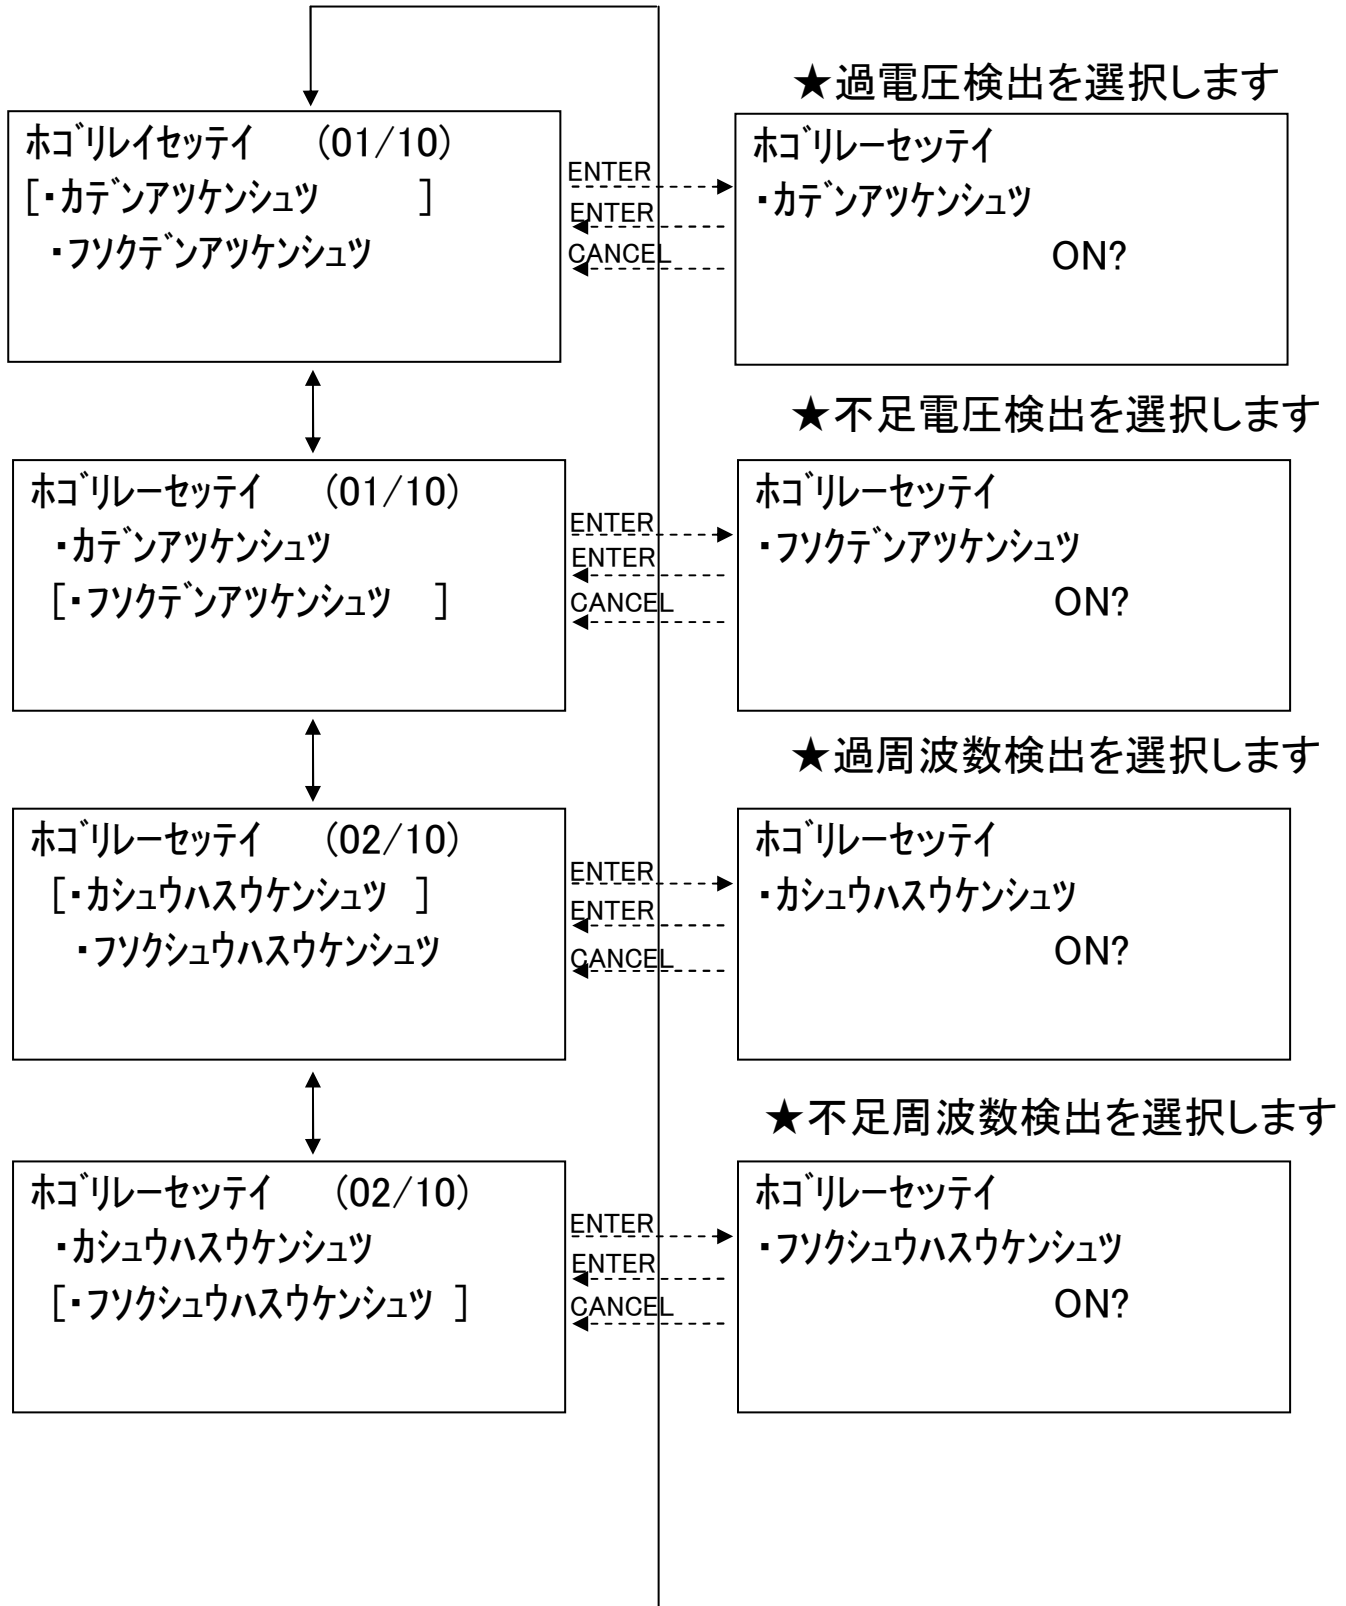 ★過電圧検出を選択します
ﾎｺﾞﾘﾚｲｾｯﾃｲ (01/10)
[・ｶﾃﾞﾝｱﾂｹﾝｼｭﾂ ]
・ﾌｿｸﾃﾞﾝｱﾂｹﾝｼｭﾂ
ENTER
ENTER
CANCEL
ﾎｺﾞﾘﾚｰｾｯﾃｲ
・ｶﾃﾞﾝｱﾂｹﾝｼｭﾂ
ON?
★不足電圧検出を選択します
ﾎｺﾞﾘﾚｰｾｯﾃｲ (01/10)
・ｶﾃﾞﾝｱﾂｹﾝｼｭﾂ
[・ﾌｿｸﾃﾞﾝｱﾂｹﾝｼｭﾂ ]
ENTER
ENTER
CANCEL
ﾎｺﾞﾘﾚｰｾｯﾃｲ
・ﾌｿｸﾃﾞﾝｱﾂｹﾝｼｭﾂ
ON?
★過周波数検出を選択します
ﾎｺﾞﾘﾚｰｾｯﾃｲ (02/10)
[・ｶｼｭｳﾊｽｳｹﾝｼｭﾂ ]
・ﾌｿｸｼｭｳﾊｽｳｹﾝｼｭﾂ
ENTER
ENTER
CANCEL
ﾎｺﾞﾘﾚｰｾｯﾃｲ
・ｶｼｭｳﾊｽｳｹﾝｼｭﾂ
ON?
★不足周波数検出を選択します
ﾎｺﾞﾘﾚｰｾｯﾃｲ (02/10)
・ｶｼｭｳﾊｽｳｹﾝｼｭﾂ
[・ﾌｿｸｼｭｳﾊｽｳｹﾝｼｭﾂ ]
ENTER
ENTER
CANCEL
ﾎｺﾞﾘﾚｰｾｯﾃｲ
・ﾌｿｸｼｭｳﾊｽｳｹﾝｼｭﾂ
ON?